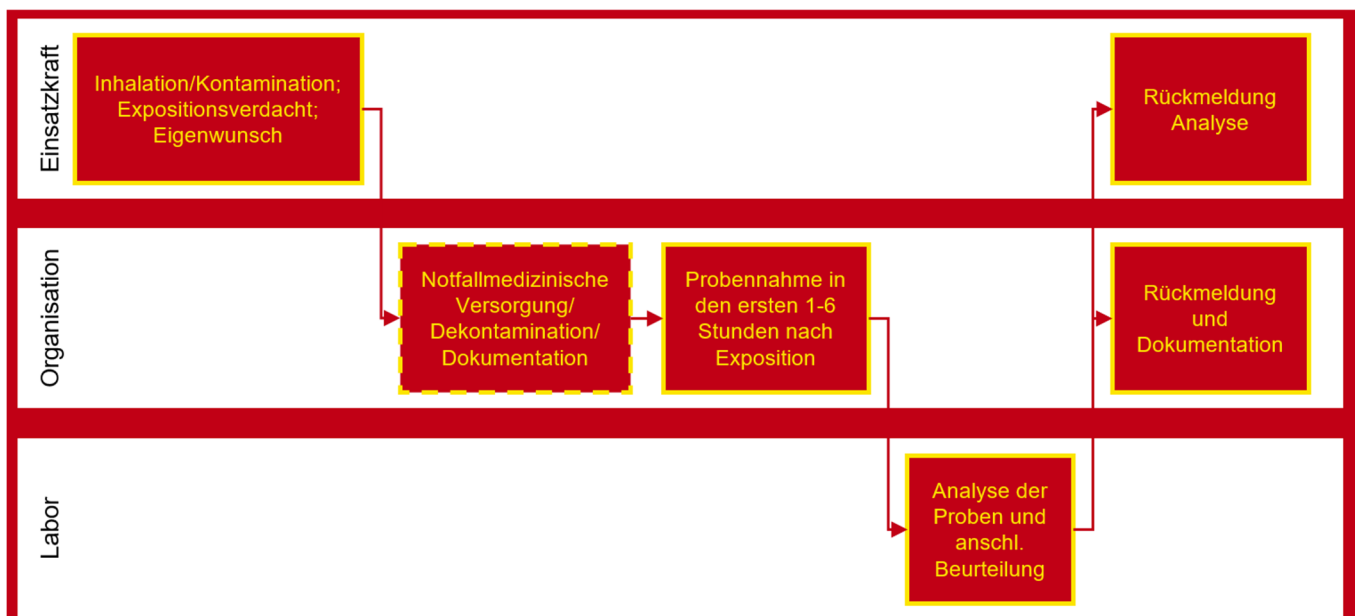 Einsatzkraft
Inhalation/Kontamination;
Expositionsverdacht;
Eigenwunsch
Rückmeldung
Analyse
Organisation
Notfallmedizinische
Versorgung/
Dekontamination/
Dokumentation
Probennahme in
den ersten 1-6
Stunden nach
Exposition
Rückmeldung
und
Dokumentation
Labor
Analyse der
Proben und
anschl.
Beurteilung